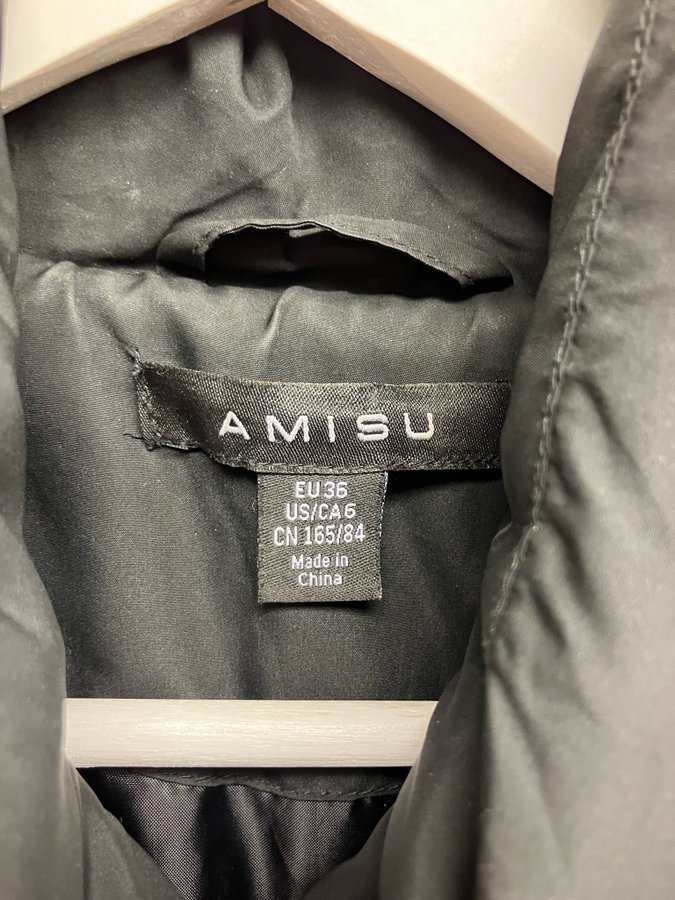 AMISU
EU 36
US/CA 6
CN 165/84
Made in
China